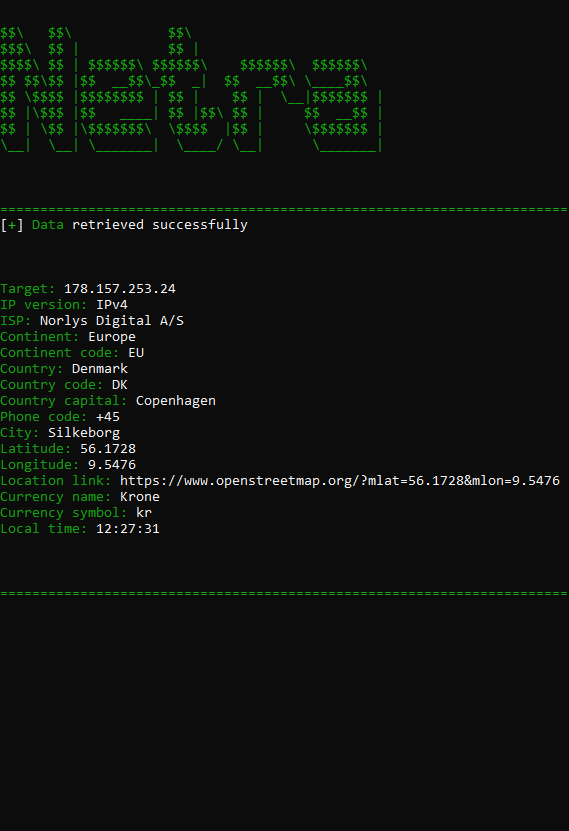 $$\   $$\            $$\
$$$\  $$ |           $$ |
$$$$\ $$ | $$$$$$\ $$$$$$\    $$$$$$\  $$$$$$\
$$ $$\$$ |$$  __$$\_$$  _|  $$  __$$\ \____$$\
$$ \$$$$ |$$$$$$$$ | $$ |    $$ |  \__|$$$$$$$ |
$$ |\$$$ |$$   ____| $$ |$$\ $$ |     $$  __$$ |
$$ | \$$ |\$$$$$$$\  \$$$$  |$$ |     \$$$$$$$ |
\__|  \__| \_______|  \____/ \__|      \_______|
=======================================================================
[+] Data retrieved successfully
Target: 178.157.253.24
IP version: IPv4
ISP: Norlys Digital A/S
Continent: Europe
Continent code: EU
Country: Denmark
Country code: DK
Country capital: Copenhagen
Phone code: +45
City: Silkeborg
Latitude: 56.1728
Longitude: 9.5476
Location link: https://www.openstreetmap.org/?mlat=56.1728&mlon=9.5476
Currency name: Krone
Currency symbol: kr
Local time: 12:27:31
=======================================================================